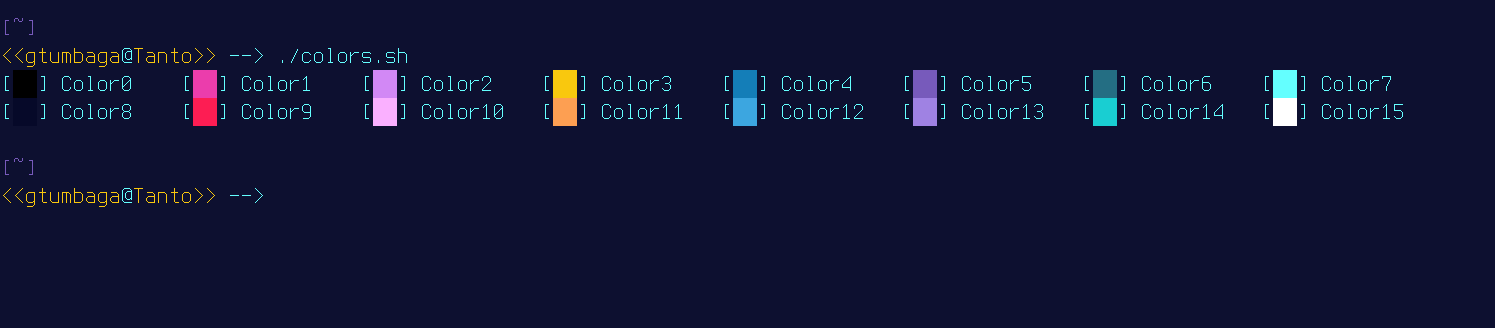 [~]
<<gtumbaga@Tanto>> --> ./colors.sh
[ ] Color0 [ ] Color1 [ ] Color2 [ ] Color3 [ ] Color4 [ ] Color5 [ ] Color6 [ ] Color7
[ ] Color8 [ ] Color9 [ ] Color10 [ ] Color11 [ ] Color12 [ ] Color13 [ ] Color14 [ ] Color15
[~]
<<gtumbaga@Tanto>> -->